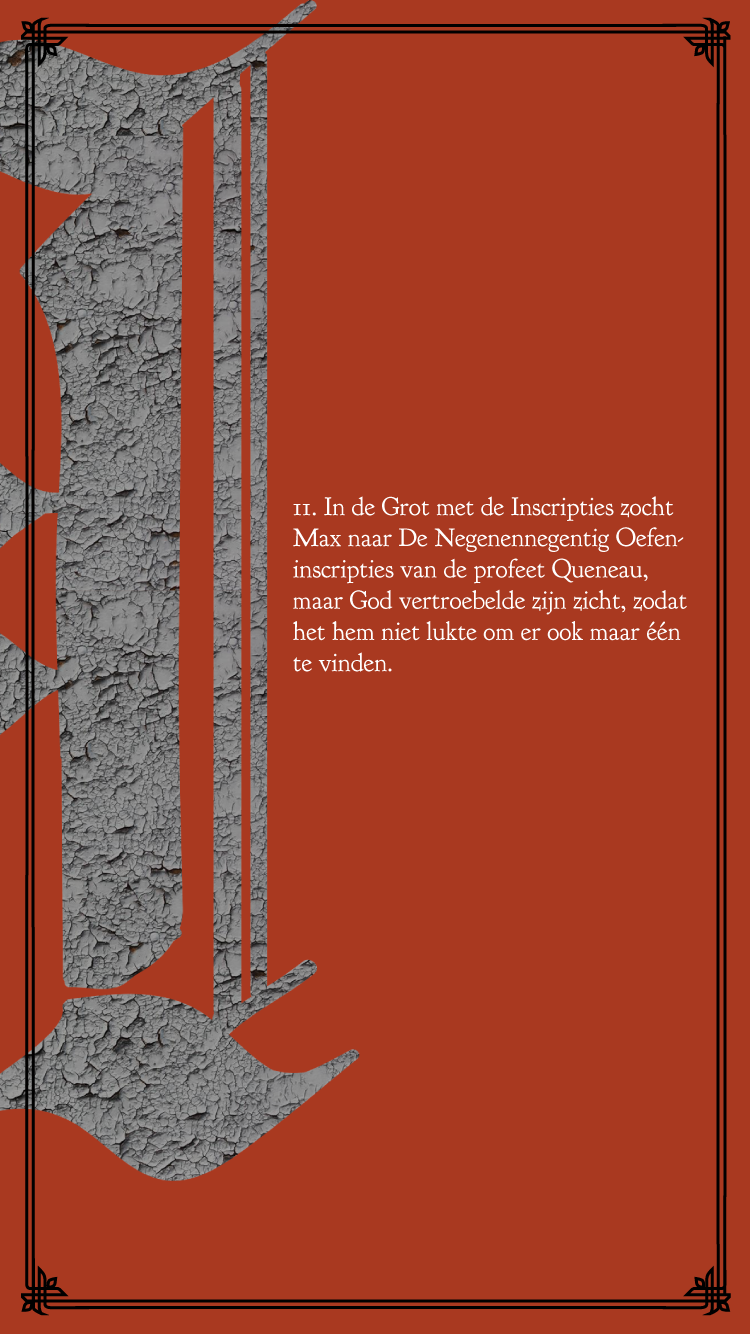 11. In de Grot met de Inscripties zocht
Max naar De Negenennegentig Oefen-
inscripties van de profeet Queneau,
maar God vertroebelde zijn zicht, zodat
het hem niet lukte om er ook maar één
te vinden.